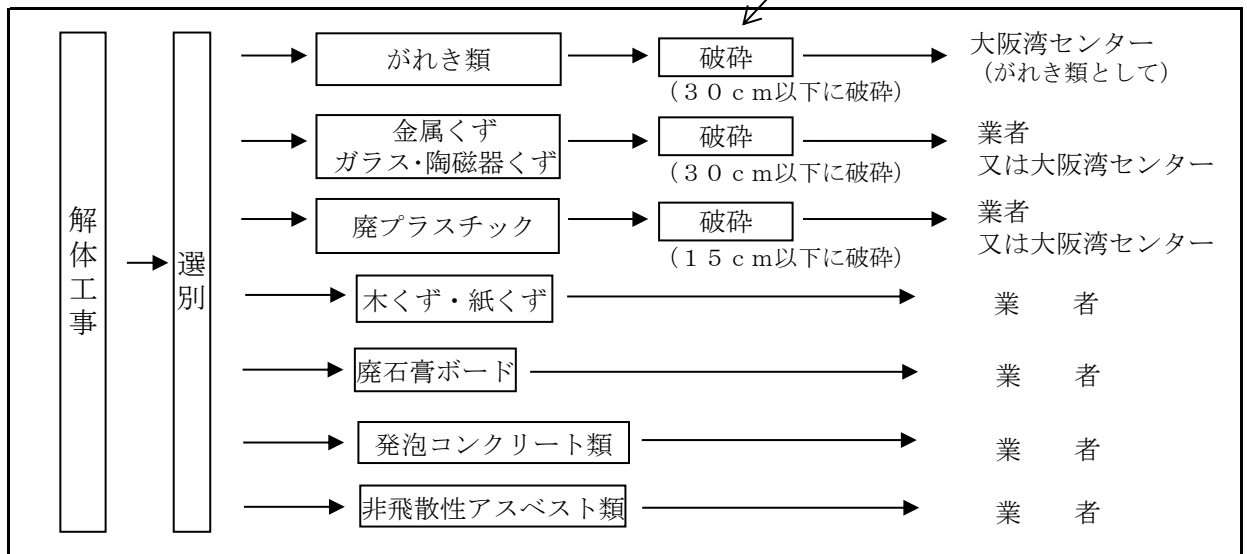 解体工事
選別
がれき類
破砕
(30cm以下に破砕)
大阪湾センター
(がれき類として)
金属くず
ガラス・陶磁器くず
破砕
(30cm以下に破砕)
業者
又は大阪湾センター
廃プラスチック
破砕
(15cm以下に破砕)
業者
又は大阪湾センター
木くず・紙くず
業　者
廃石膏ボード
業　者
発泡コンクリート類
業　者
非飛散性アスベスト類
業　者